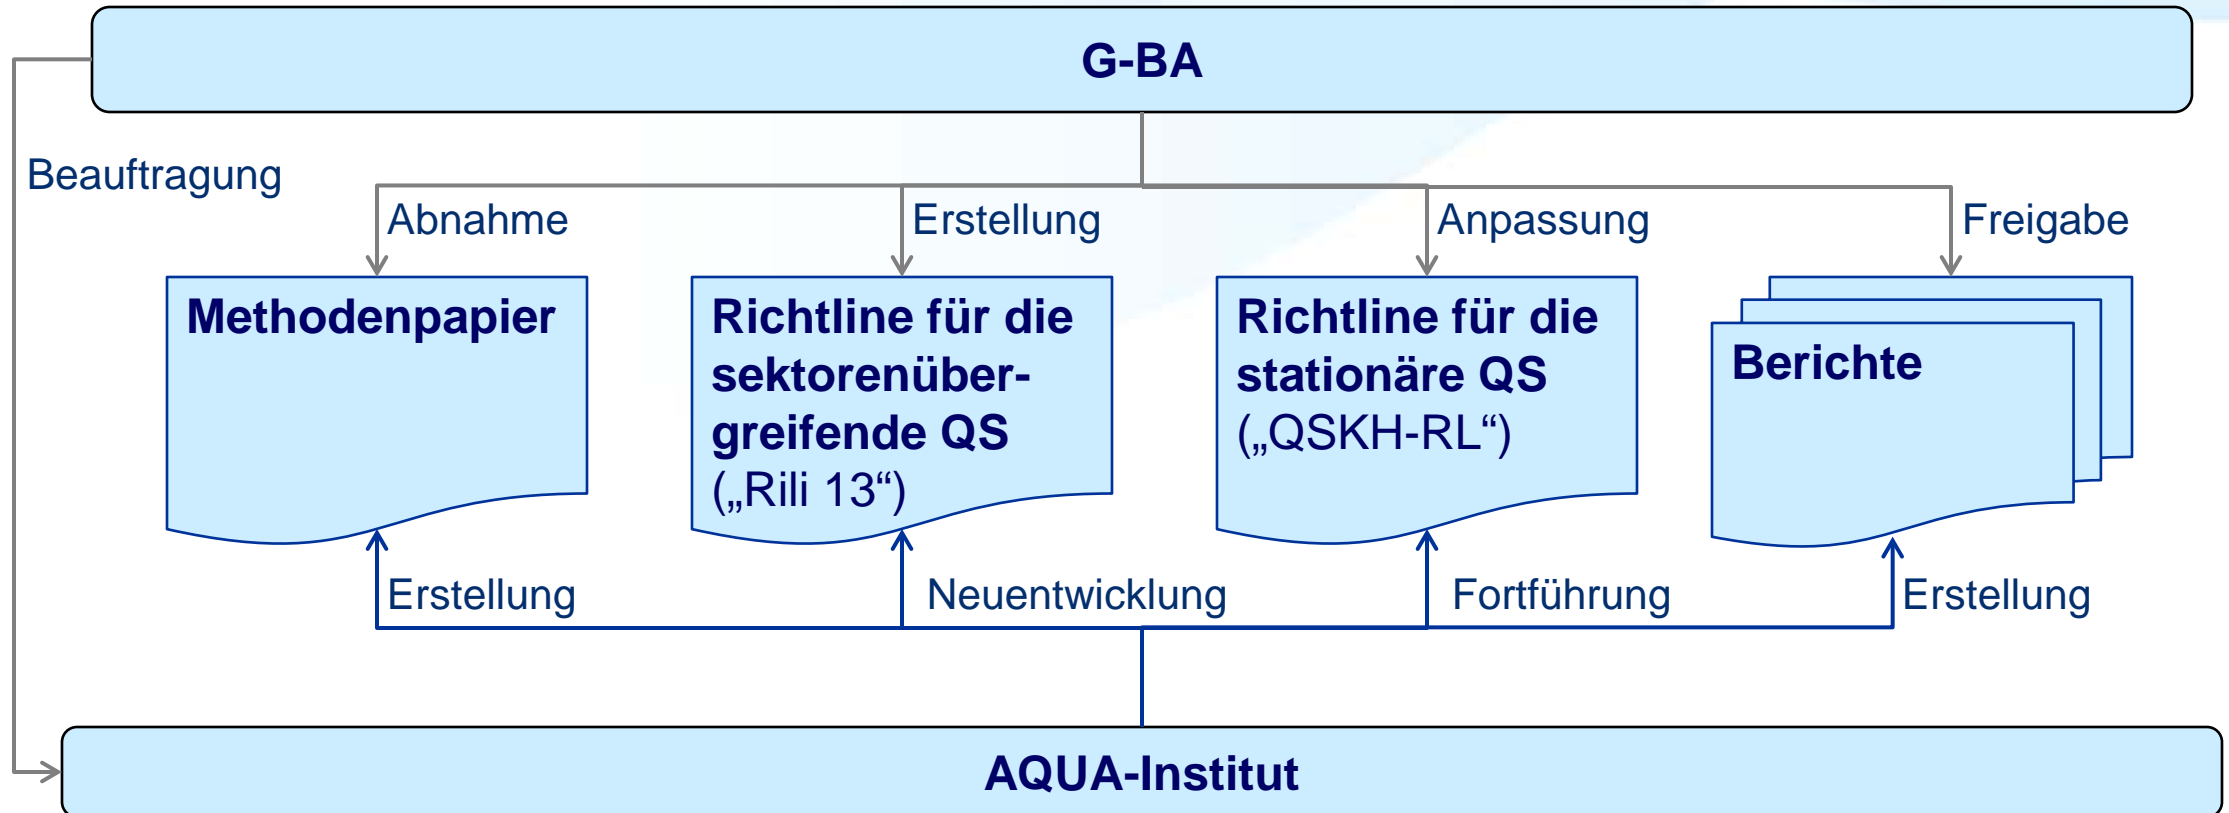 G-BA
Beauftragung
Abnahme
Erstellung
Anpassung
Freigabe
Methodenpapier
Richtline für die
sektorenüber-
greifende QS
(„Rili 13“)
Richtline für die
stationäre QS
(„QSKH-RL“)
Berichte
Erstellung
Neuentwicklung
Fortführung
Erstellung
AQUA-Institut